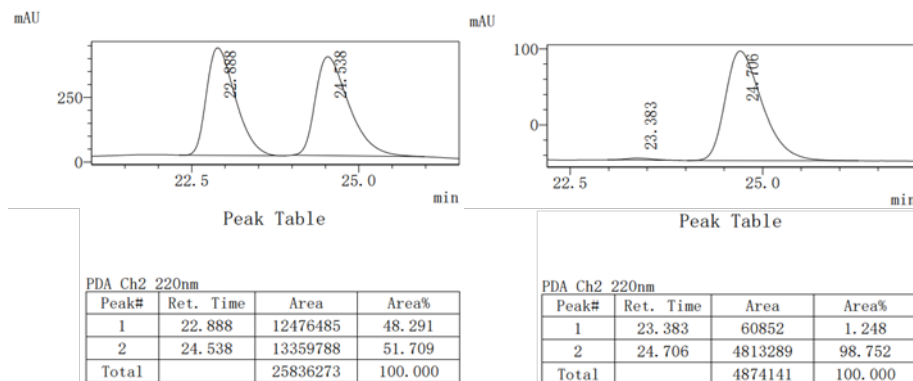 mAU
22.888
24.538
250
0
22.5
25.0
min
Peak Table
PDA Ch2 220nm
Peak# Ret. Time Area Area%
1 22.888 12476485 48.291
2 24.538 13359788 51.709
Total 25836273 100.000
mAU
100
23.383
24.706
0
22.5
25.0
min
Peak Table
PDA Ch2 220nm
Peak# Ret. Time Area Area%
1 23.383 60852 1.248
2 24.706 4813289 98.752
Total 4874141 100.000